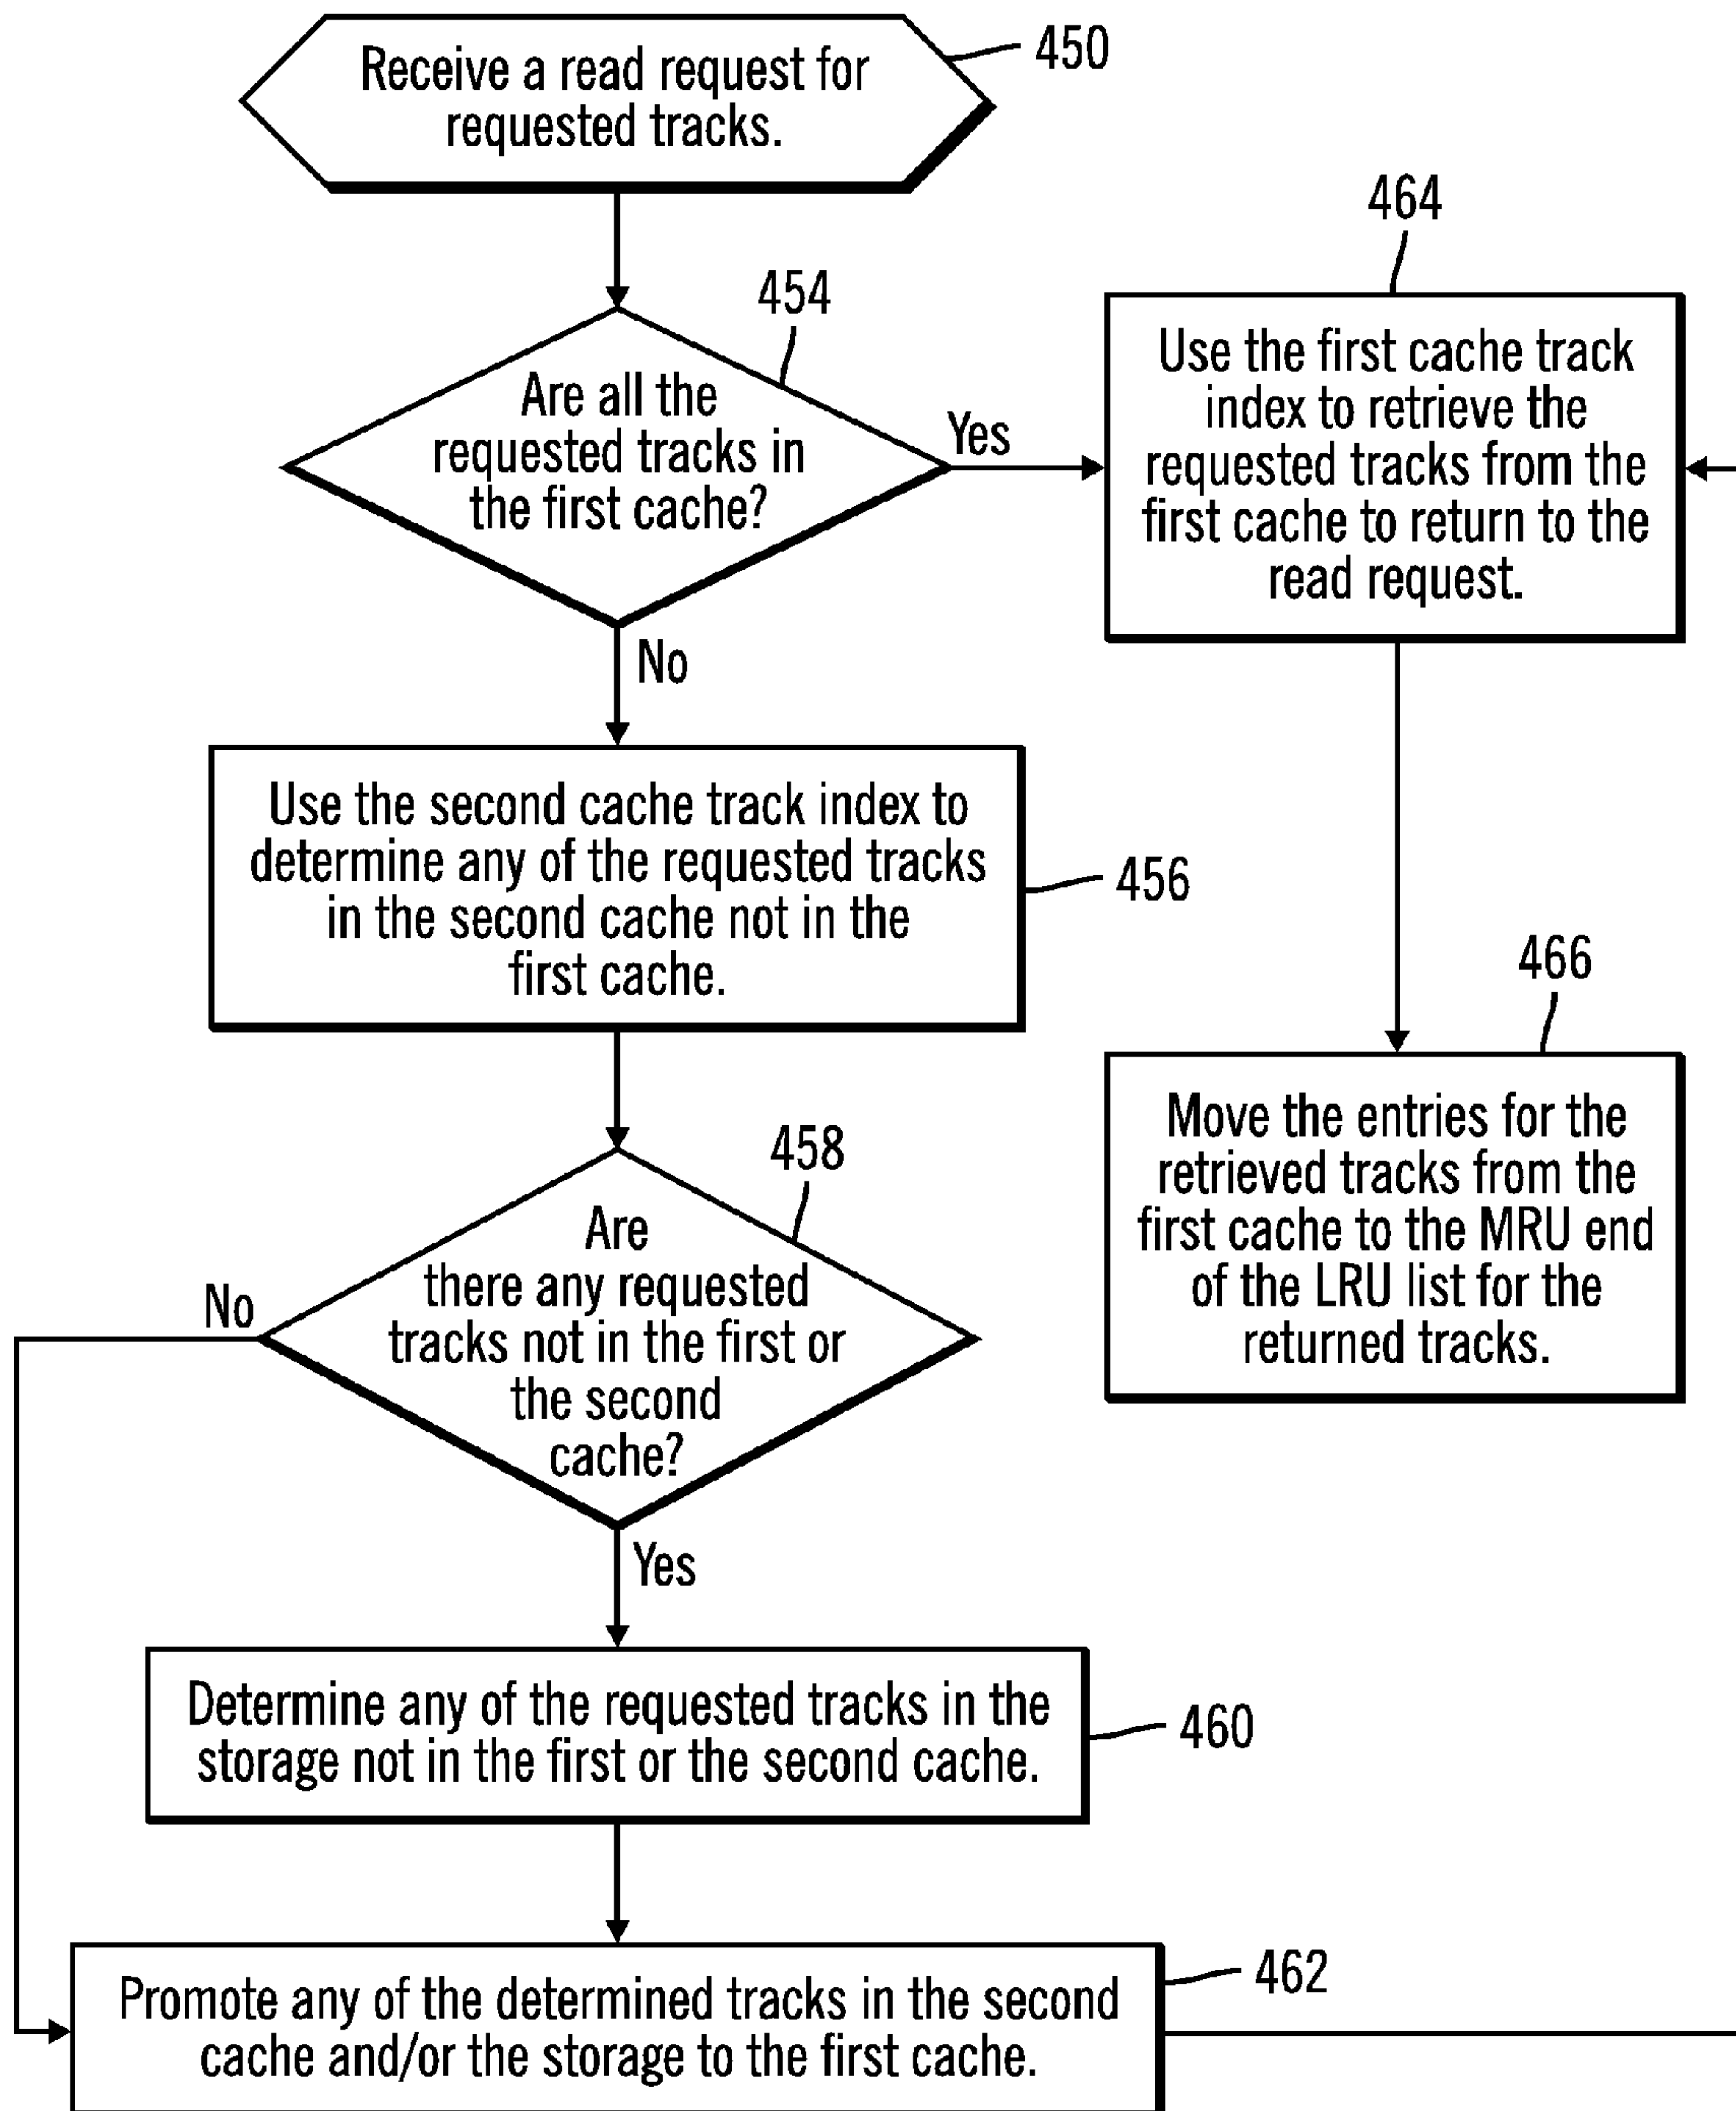 Receive a read request for
requested tracks.
450
454
Are all the
requested tracks in
the first cache?
Yes
No
464
Use the first cache track
index to retrieve the
requested tracks from the
first cache to return to the
read request.
Use the second cache track index to
determine any of the requested tracks
in the second cache not in the
first cache.
456
466
Move the entries for the
retrieved tracks from the
first cache to the MRU end
of the LRU list for the
returned tracks.
458
Are
there any requested
tracks not in the first or
the second
cache?
No
Yes
Determine any of the requested tracks in the
storage not in the first or the second cache.
460
Promote any of the determined tracks in the second
cache and/or the storage to the first cache.
462